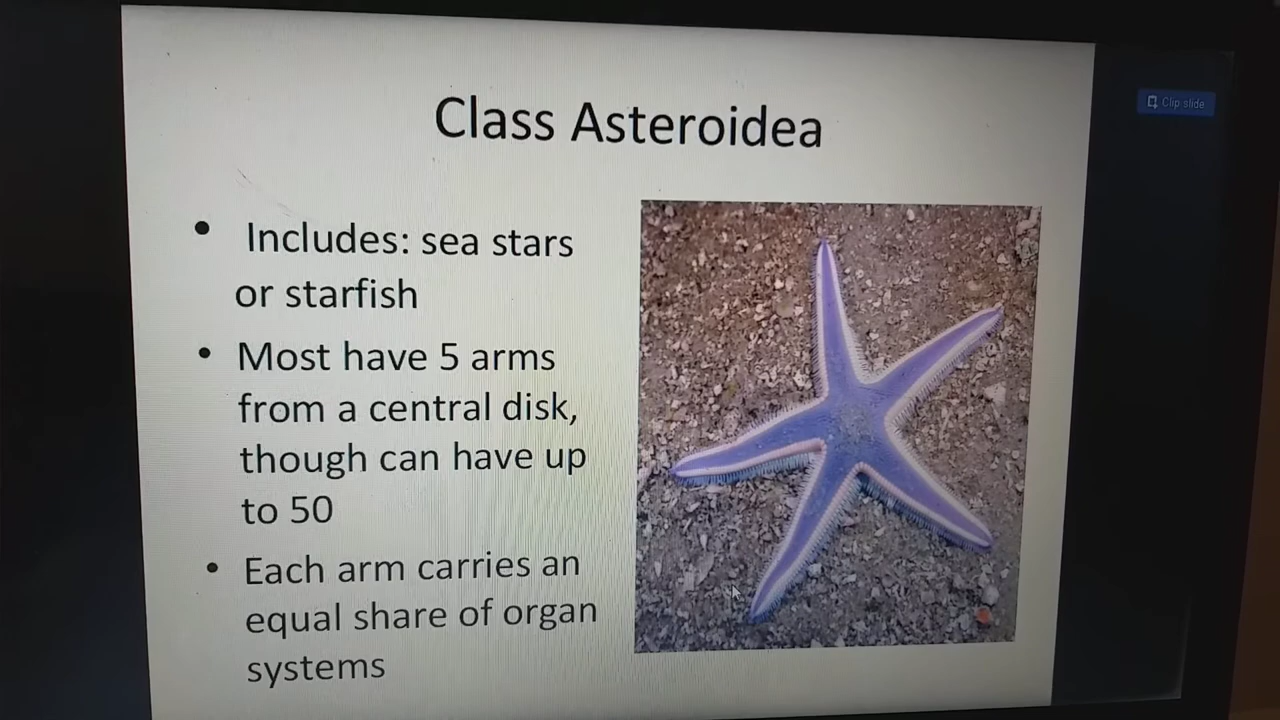 Class Asteroidea
Clip slide
• Includes: sea stars
or starfish
• Most have 5 arms
from a central disk,
though can have up
to 50
• Each arm carries an
equal share of organ
systems